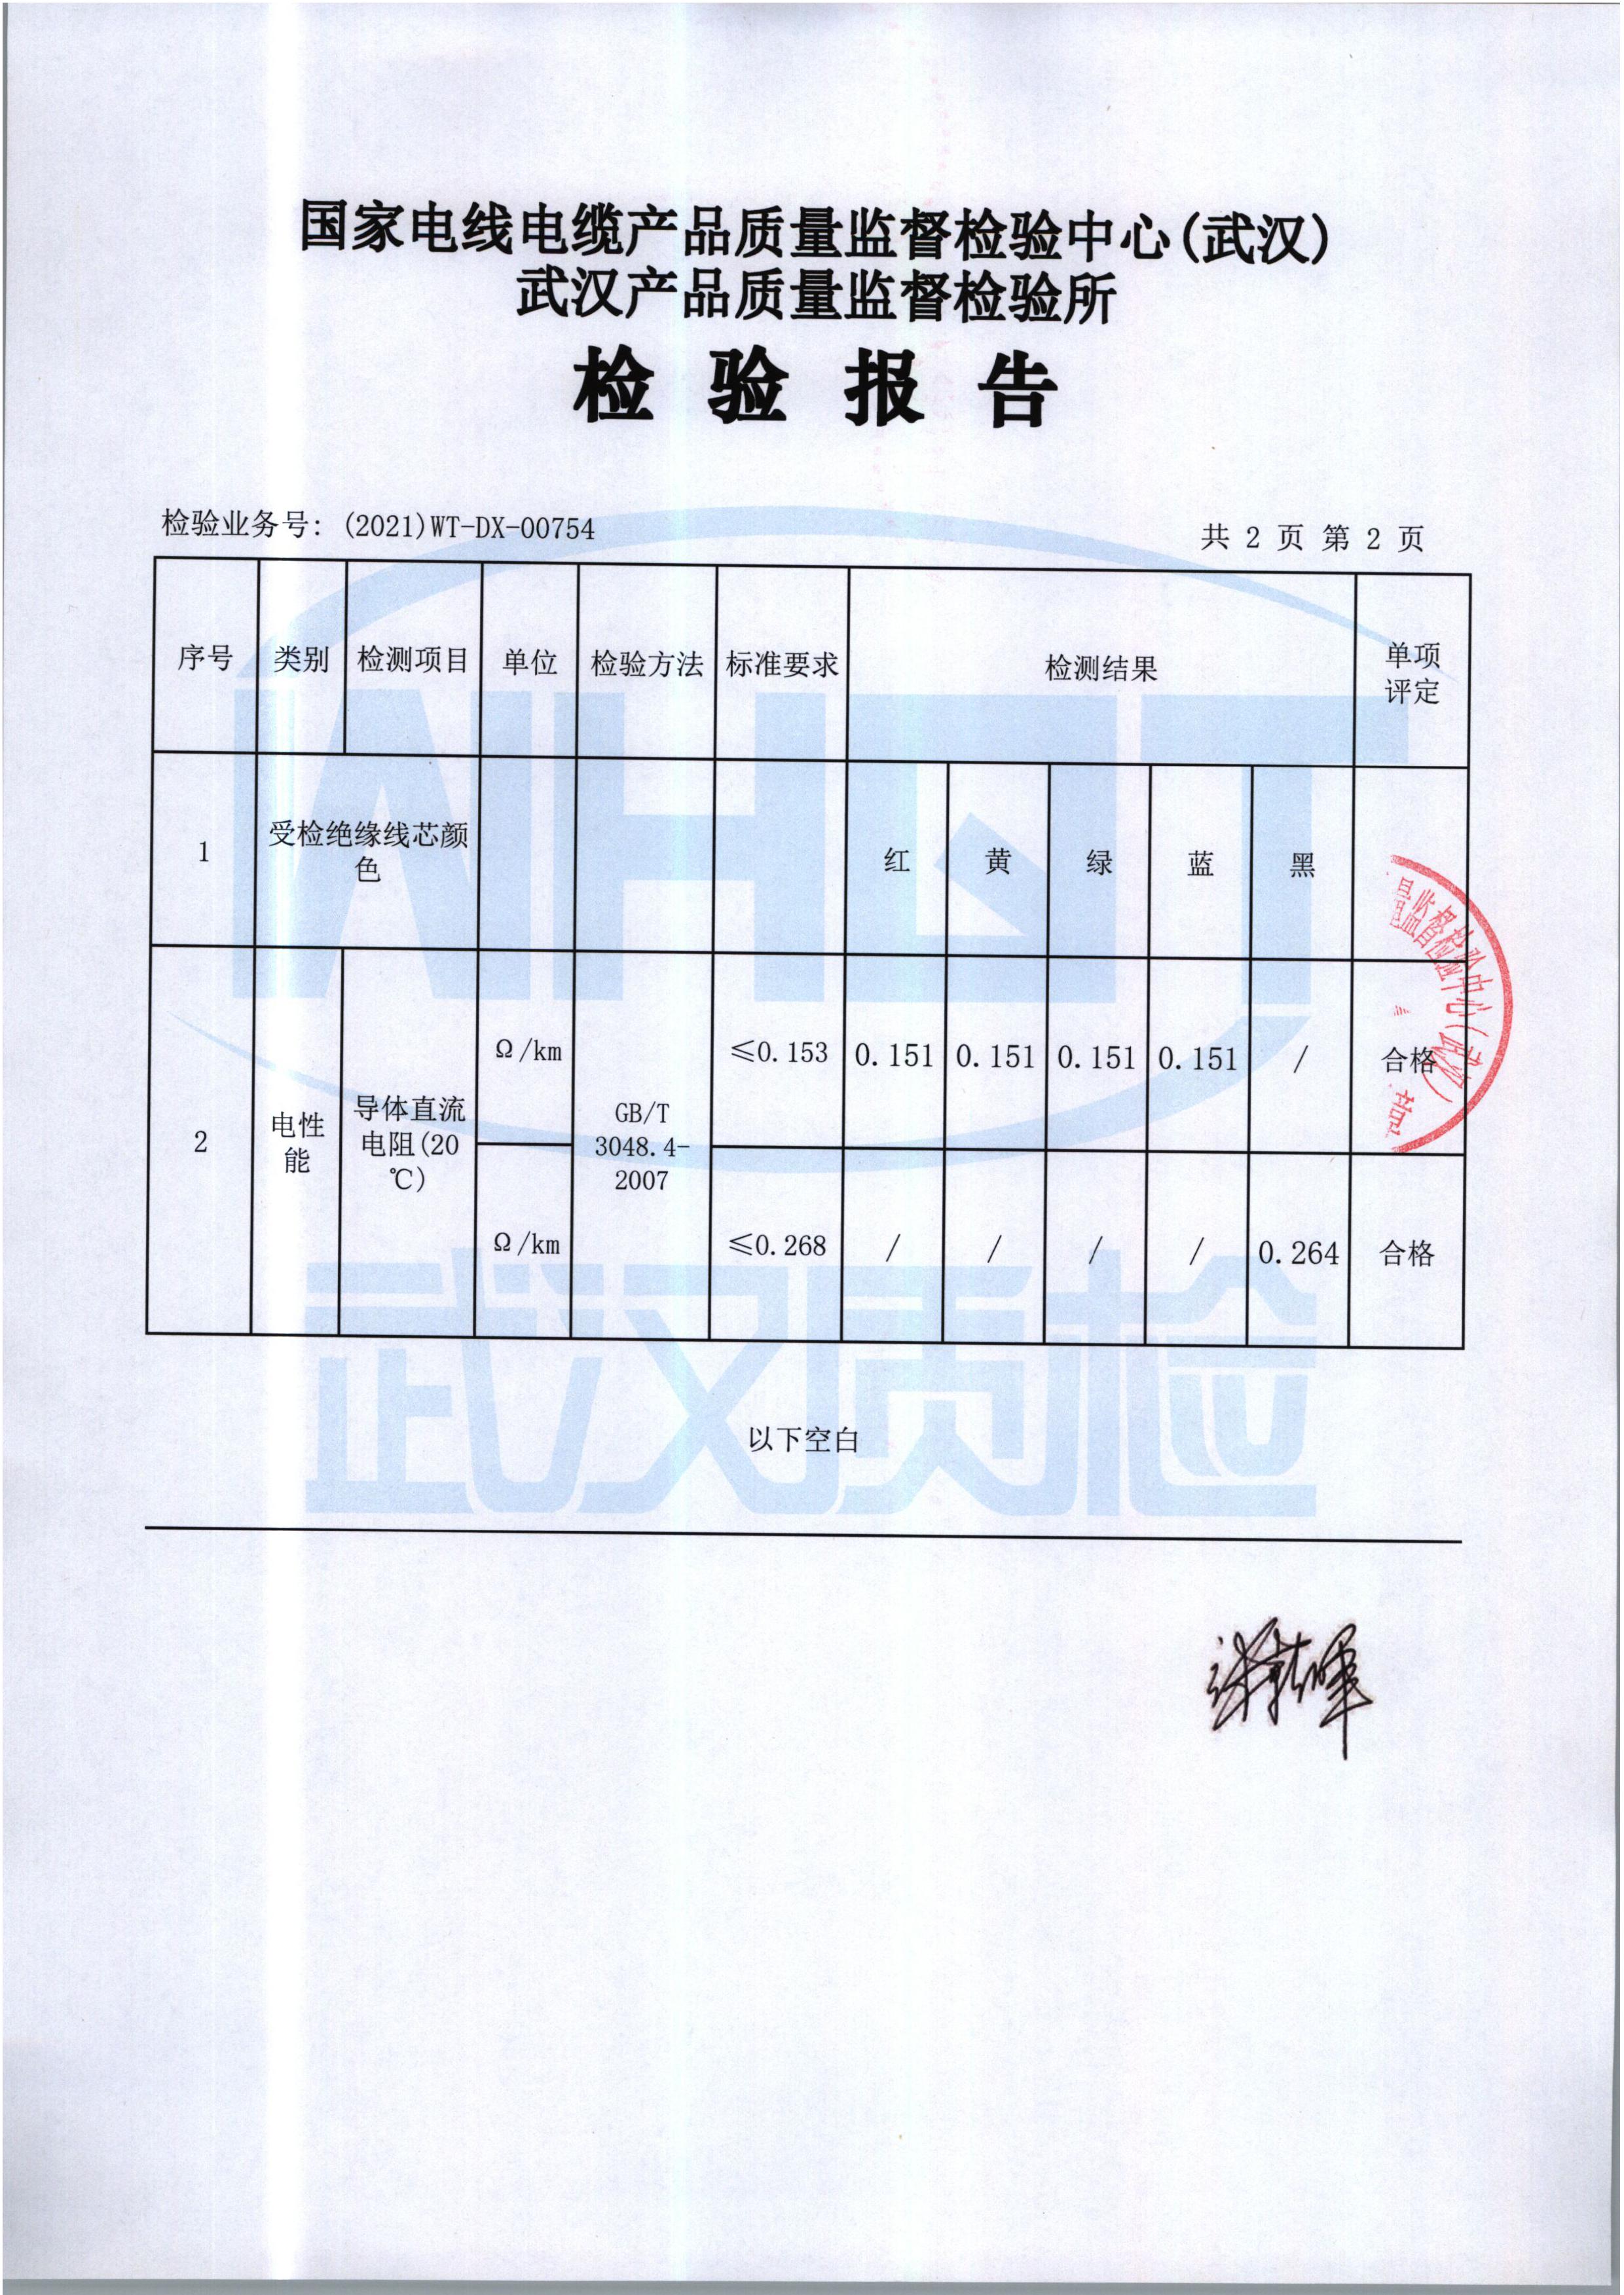 国家电线电缆产品质量监督检验中心(武汉)
武汉产品质量监督检验所
检验报告
检验业务号: (2021)WT-DX-00754
共 2 页 第 2 页
序号 类别 检测项目 单位 检验方法 标准要求 检测结果 单项
评定
1 受检绝缘线芯颜
色
红 黄 绿 蓝 黑
2 电性
能
导体直流
电阻(20
℃)
Ω/km
GB/T
3048.4-
2007
≤0.153 0.151 0.151 0.151 0.151 / 合格
Ω/km ≤0.268 / / / / 0.264 合格
以下空白
量监督检验中心(武汉)
武汉质检